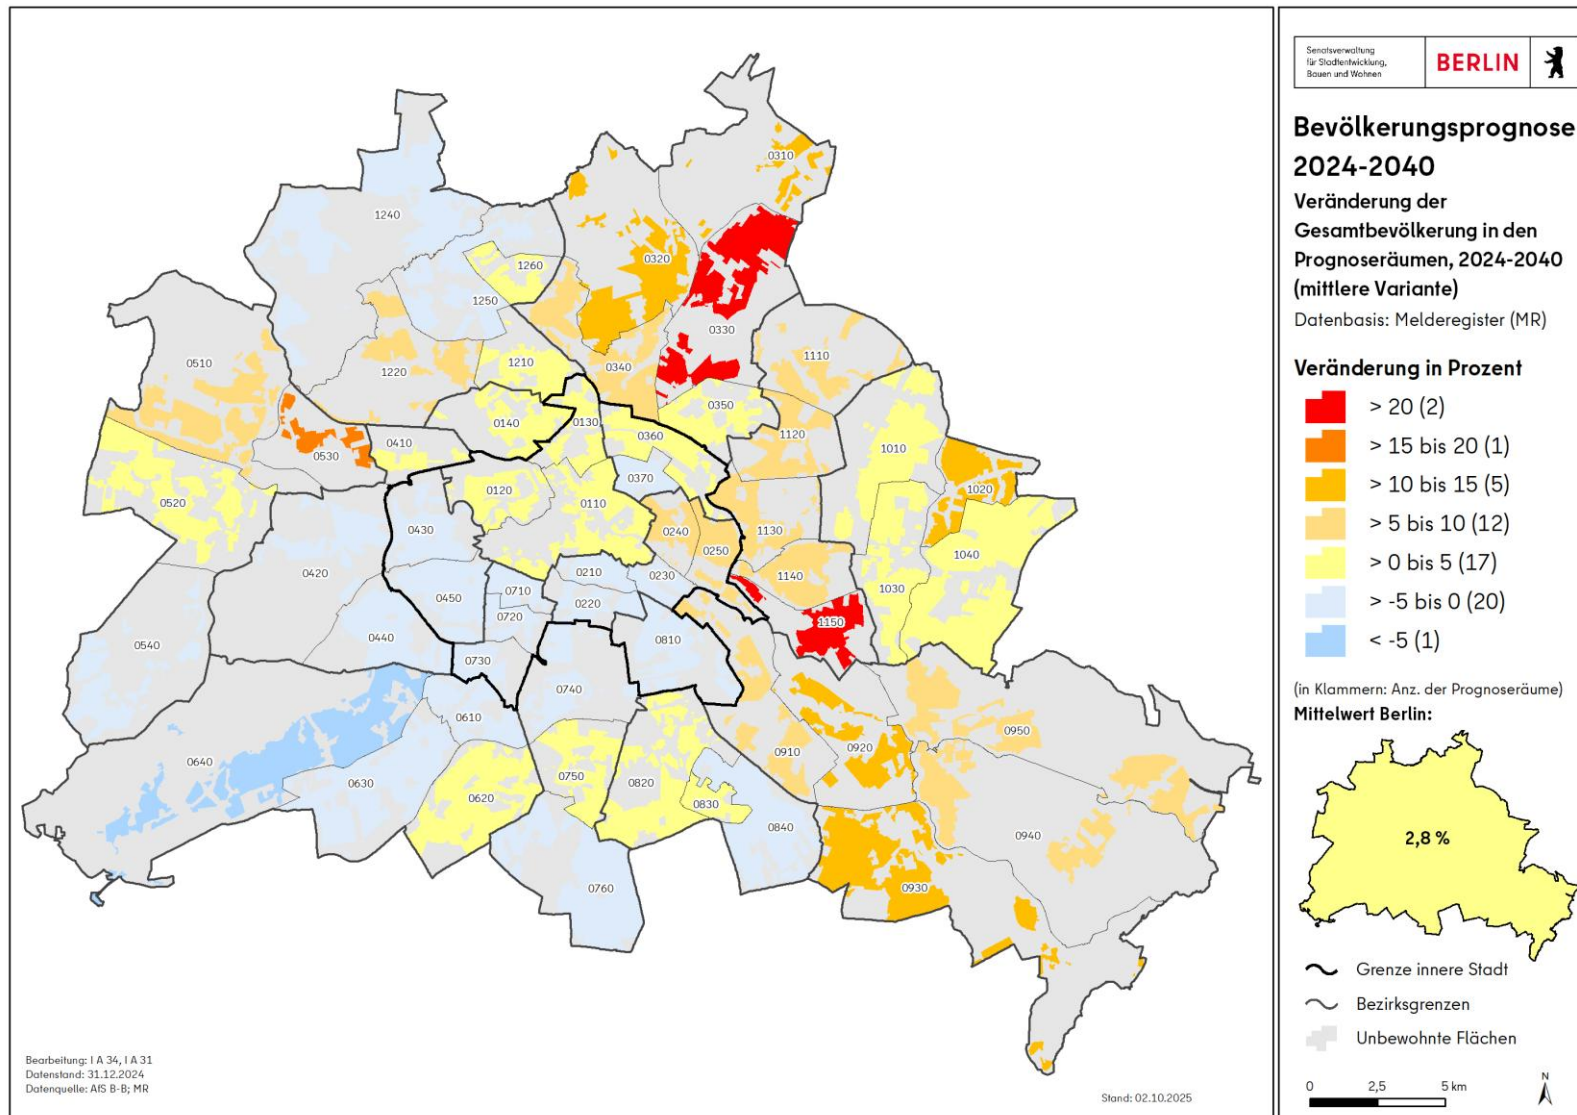 Senatsverwaltung
für Stadtentwicklung,
Bauen und Wohnen
BERLIN
Bevölkerungsprognose
2024-2040
Veränderung der
Gesamtbevölkerung in den
Prognoseräumen, 2024-2040
(mittlere Variante)
Datenbasis: Melderegister (MR)
Veränderung in Prozent
> 20 (2)
> 15 bis 20 (1)
> 10 bis 15 (5)
> 5 bis 10 (12)
> 0 bis 5 (17)
> -5 bis 0 (20)
< -5 (1)
(in Klammern: Anz. der Prognoseräume)
Mittelwert Berlin:
2,8 %
Grenze innere Stadt
Bezirksgrenzen
Unbewohnte Flächen
0 2,5 5 km
N
0310
1240
0320
1260
1250
0330
0510
1110
1210
0340
1220
0350
0140
0130
1120
0410
0360
0530
1010
0370
0120
1020
0520
0110
0430
0240
1130
0250
1040
0420
0210
0230
1140
0710
1030
0450
0220
0720
1150
0440
0810
0540
0730
0740
0610
0950
0910
0920
0640
0750
0630
0820
0620
0830
0840
0940
0760
0930
Bearbeitung: I A 34, I A 31
Datenstand: 31.12.2024
Datenquelle: AfS B-B; MR
Stand: 02.10.2025